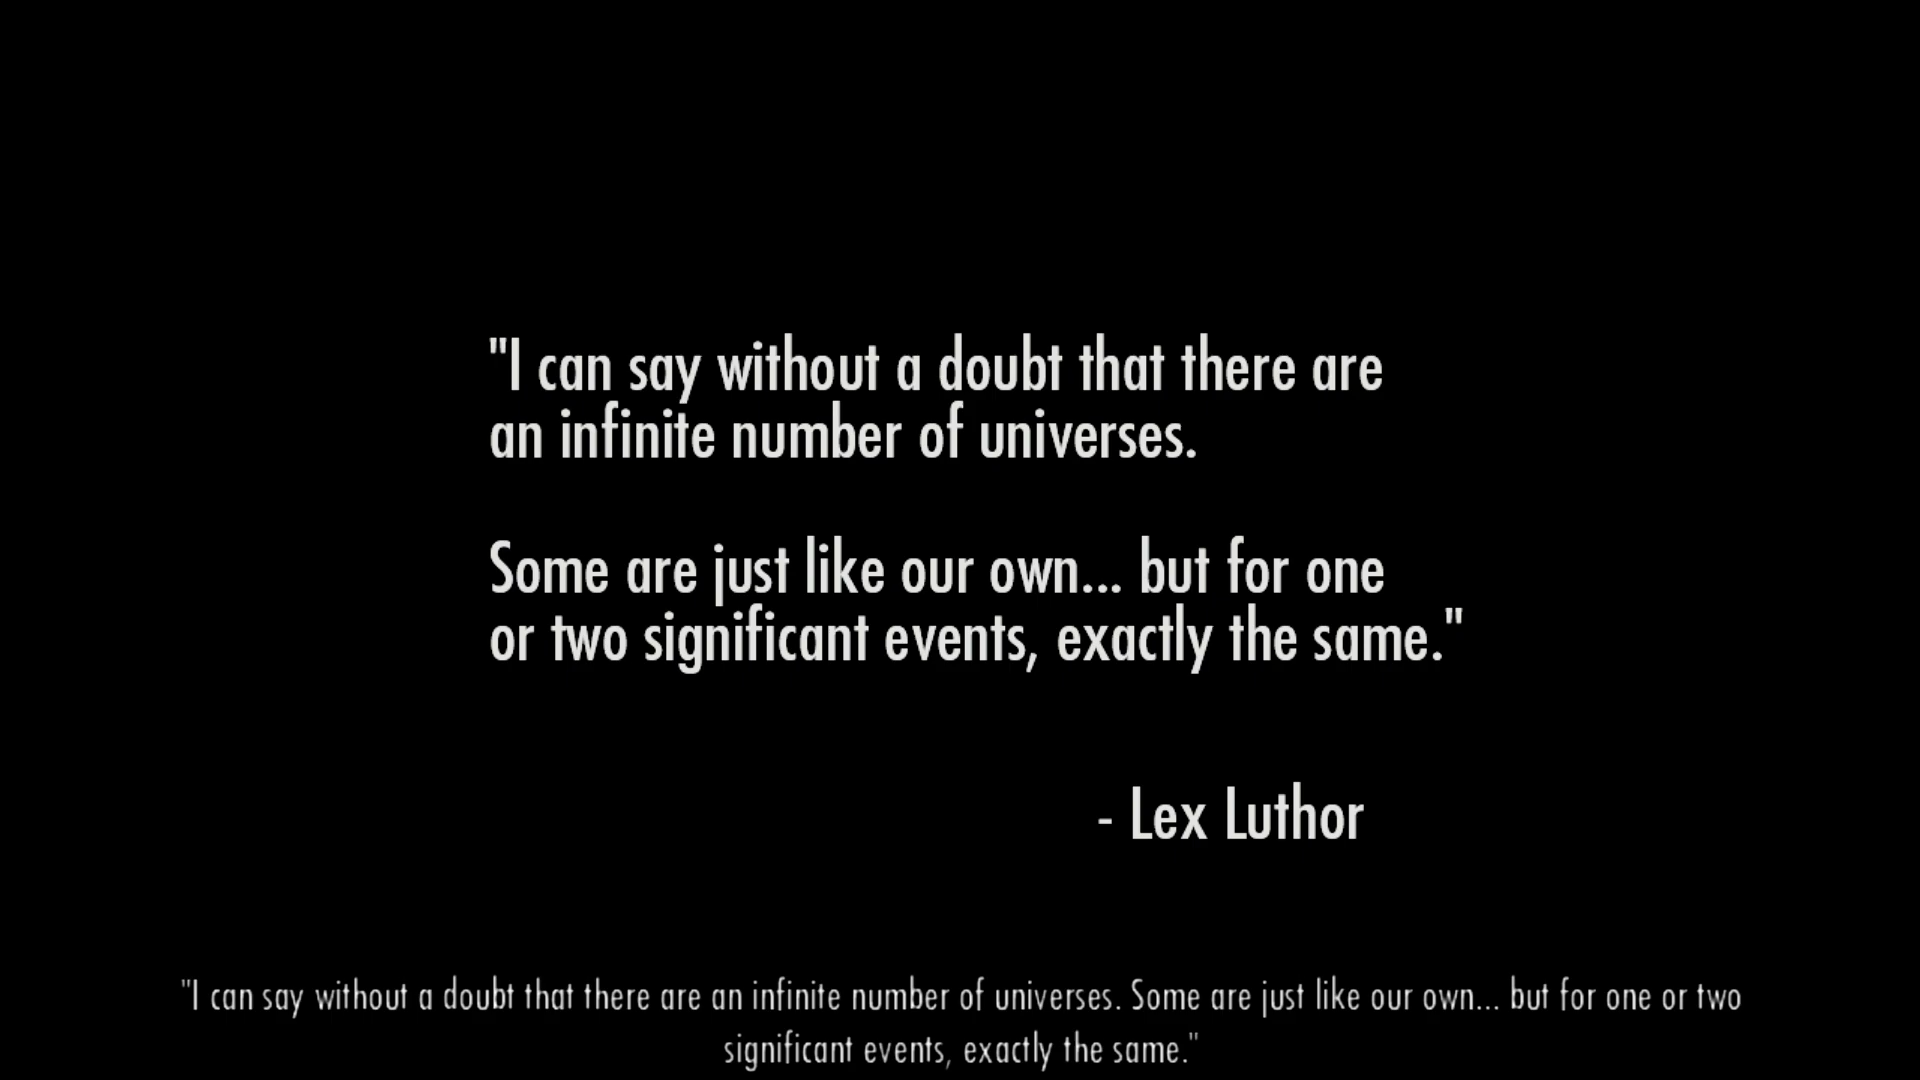 "I can say without a doubt that there are
an infinite number of universes.
Some are just like our own... but for one
or two significant events, exactly the same."
- Lex Luthor
"I can say without a doubt that there are an infinite number of universes. Some are just like our own... but for one or two
significant events, exactly the same."